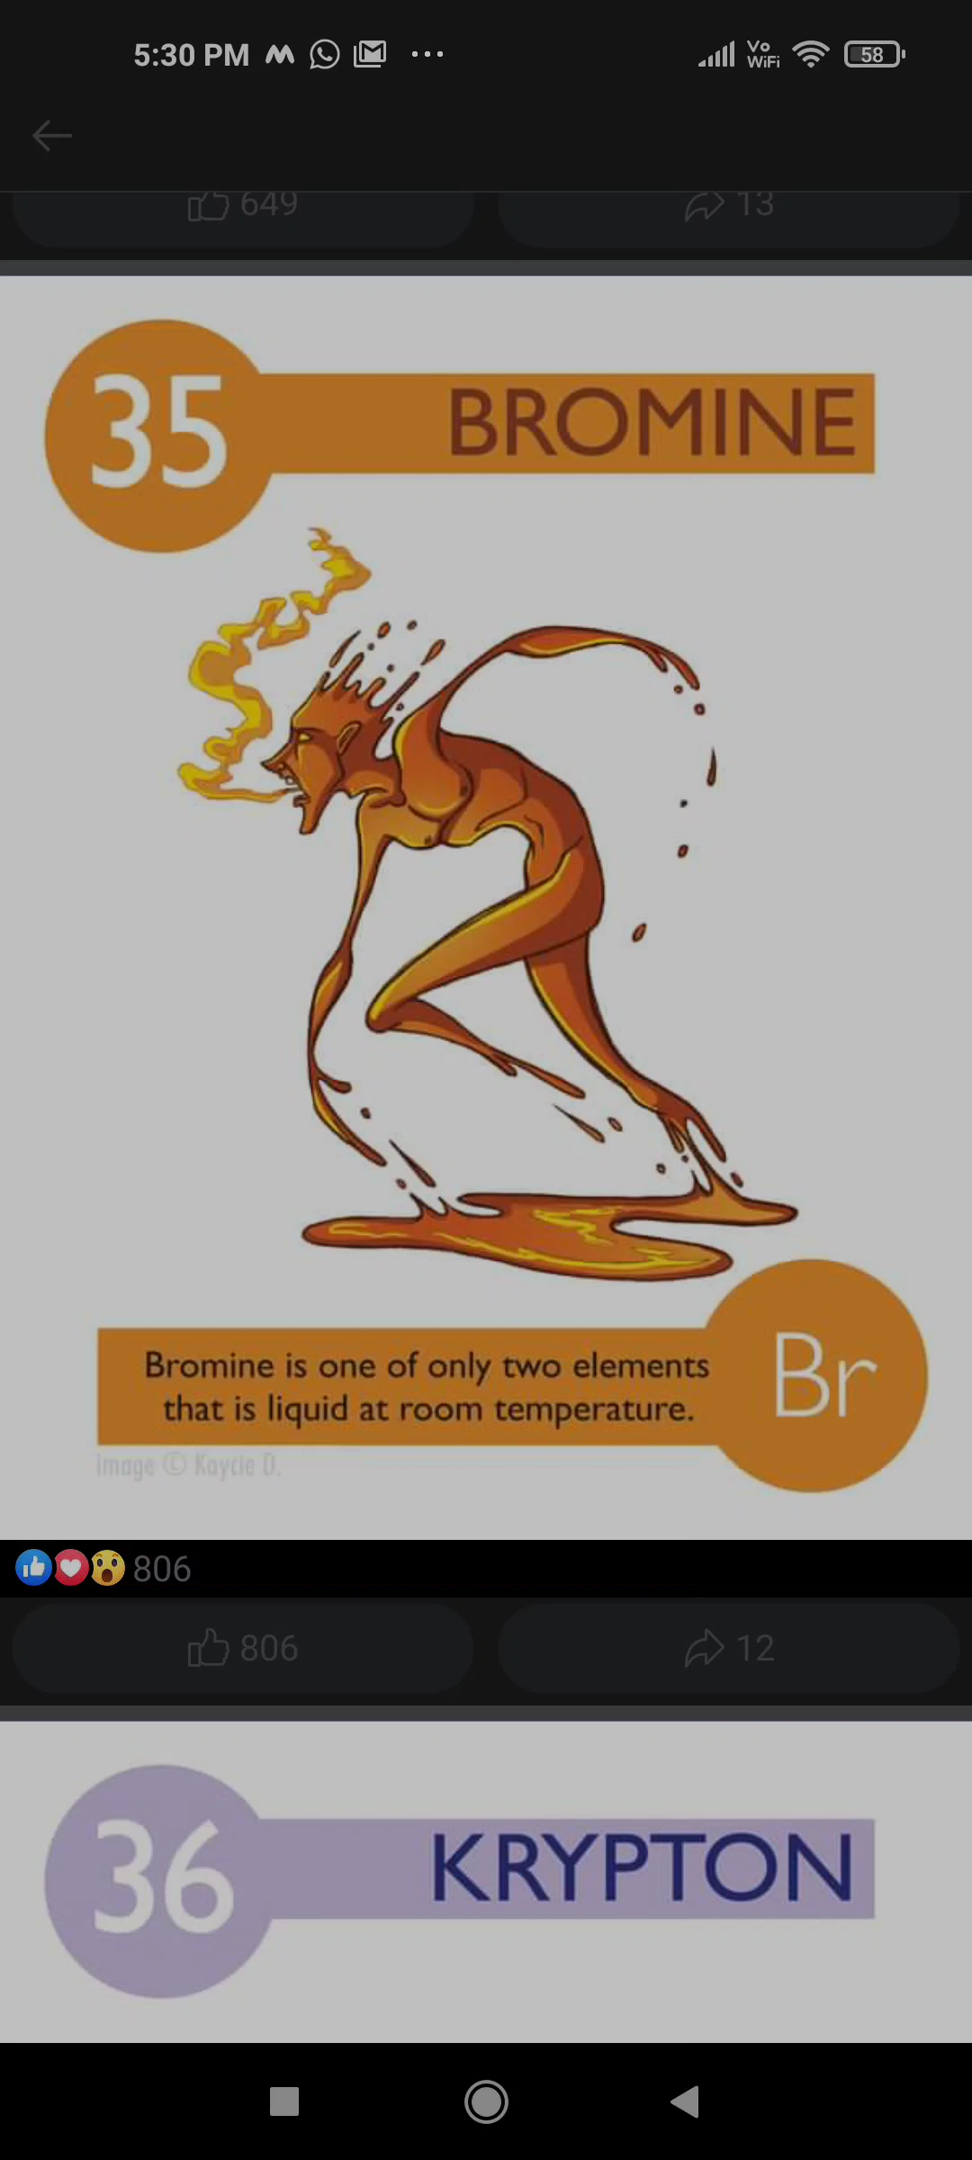 5:30 PM
Vo
WiFi
58
649
13
35
BROMINE
Bromine is one of only two elements
that is liquid at room temperature.
Br
image © Kaycie D.
806
806
12
36
KRYPTON